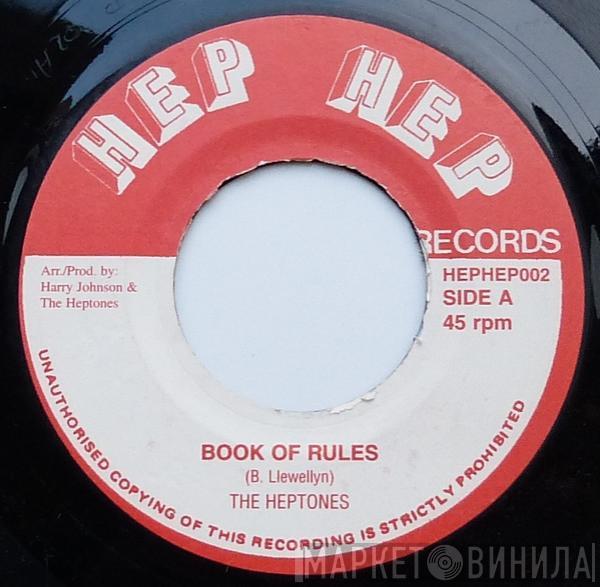 HEP HEP
RECORDS
Arr./Prod. by:
Harry Johnson &
The Heptones
HEPHEP002
SIDE A
45 rpm
BOOK OF RULES
(B. Llewellyn)
THE HEPTONES
UNAUTHORISED COPYING OF THIS RECORDING IS STRICTLY PROHIBITED
МАРКЕТ ВИНИЛА